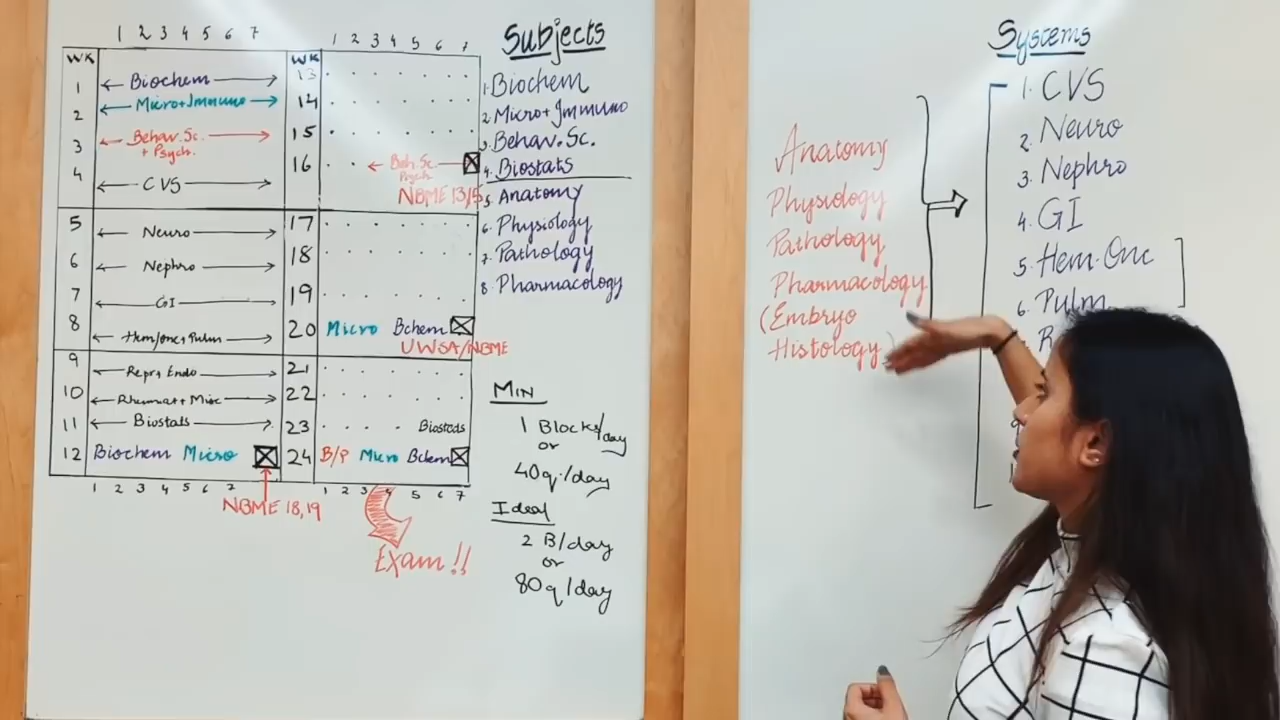 1 2 3 4 5 6 7
WK
1 Biochem
2 Micro+Immuno
3 Behav. Sc.
+ Psych.
4 CVS
5 Neuro
6 Nephro
7 GI
8 Hem/onc + Pulm
9 Repr, Endo
10 Rheumat + Misc
11 Biostats
12 Biochem Micro
1 2 3 4 5 6 7
NBME 18,19
1 2 3 4 5 6 7
WK
13
14
15
16 Beh. Sc.
Psych.
NBME 13/15
17
18
19
20 Micro Bchem
UWSA/NBME
21
22
23 Biostats
24 B/P Micro Bchem
1 2 3 4 5 6 7
Exam!!
Subjects
1. Biochem
2 Micro+Immuno
3 Behav. Sc.
4. Biostats
5 Anatomy
6. Physiology
7. Pathology
8 Pharmacology
Min
1 Blocks/day
or
40q./day
Ideal
2 B/day
or
80q/day
Anatomy
Physiology
Pathology
Pharmacology
(Embryo
Histology)
Systems
1. CVS
2. Neuro
3. Nephro
4. GI
5. Hem. Onc
6. Pulm